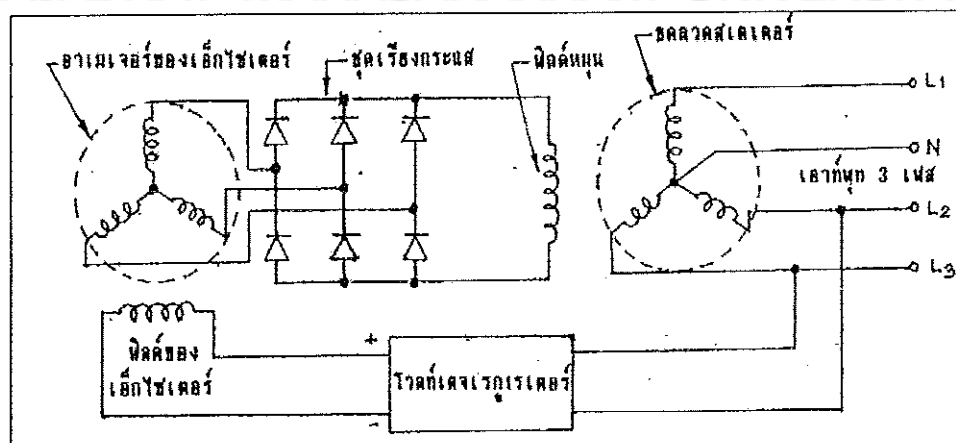 อาเมเจอร์ของเอ็กไซเตอร์
ชุดเรียงกระแส
ฟิลด์หมุน
ขดลวดสเตเตอร์
L1
N
เอาท์พุท 3 เฟส
L2
L3
ฟิลด์ของ
เอ็กไซเตอร์
+
-
โวลท์เตจเรกูเรเตอร์